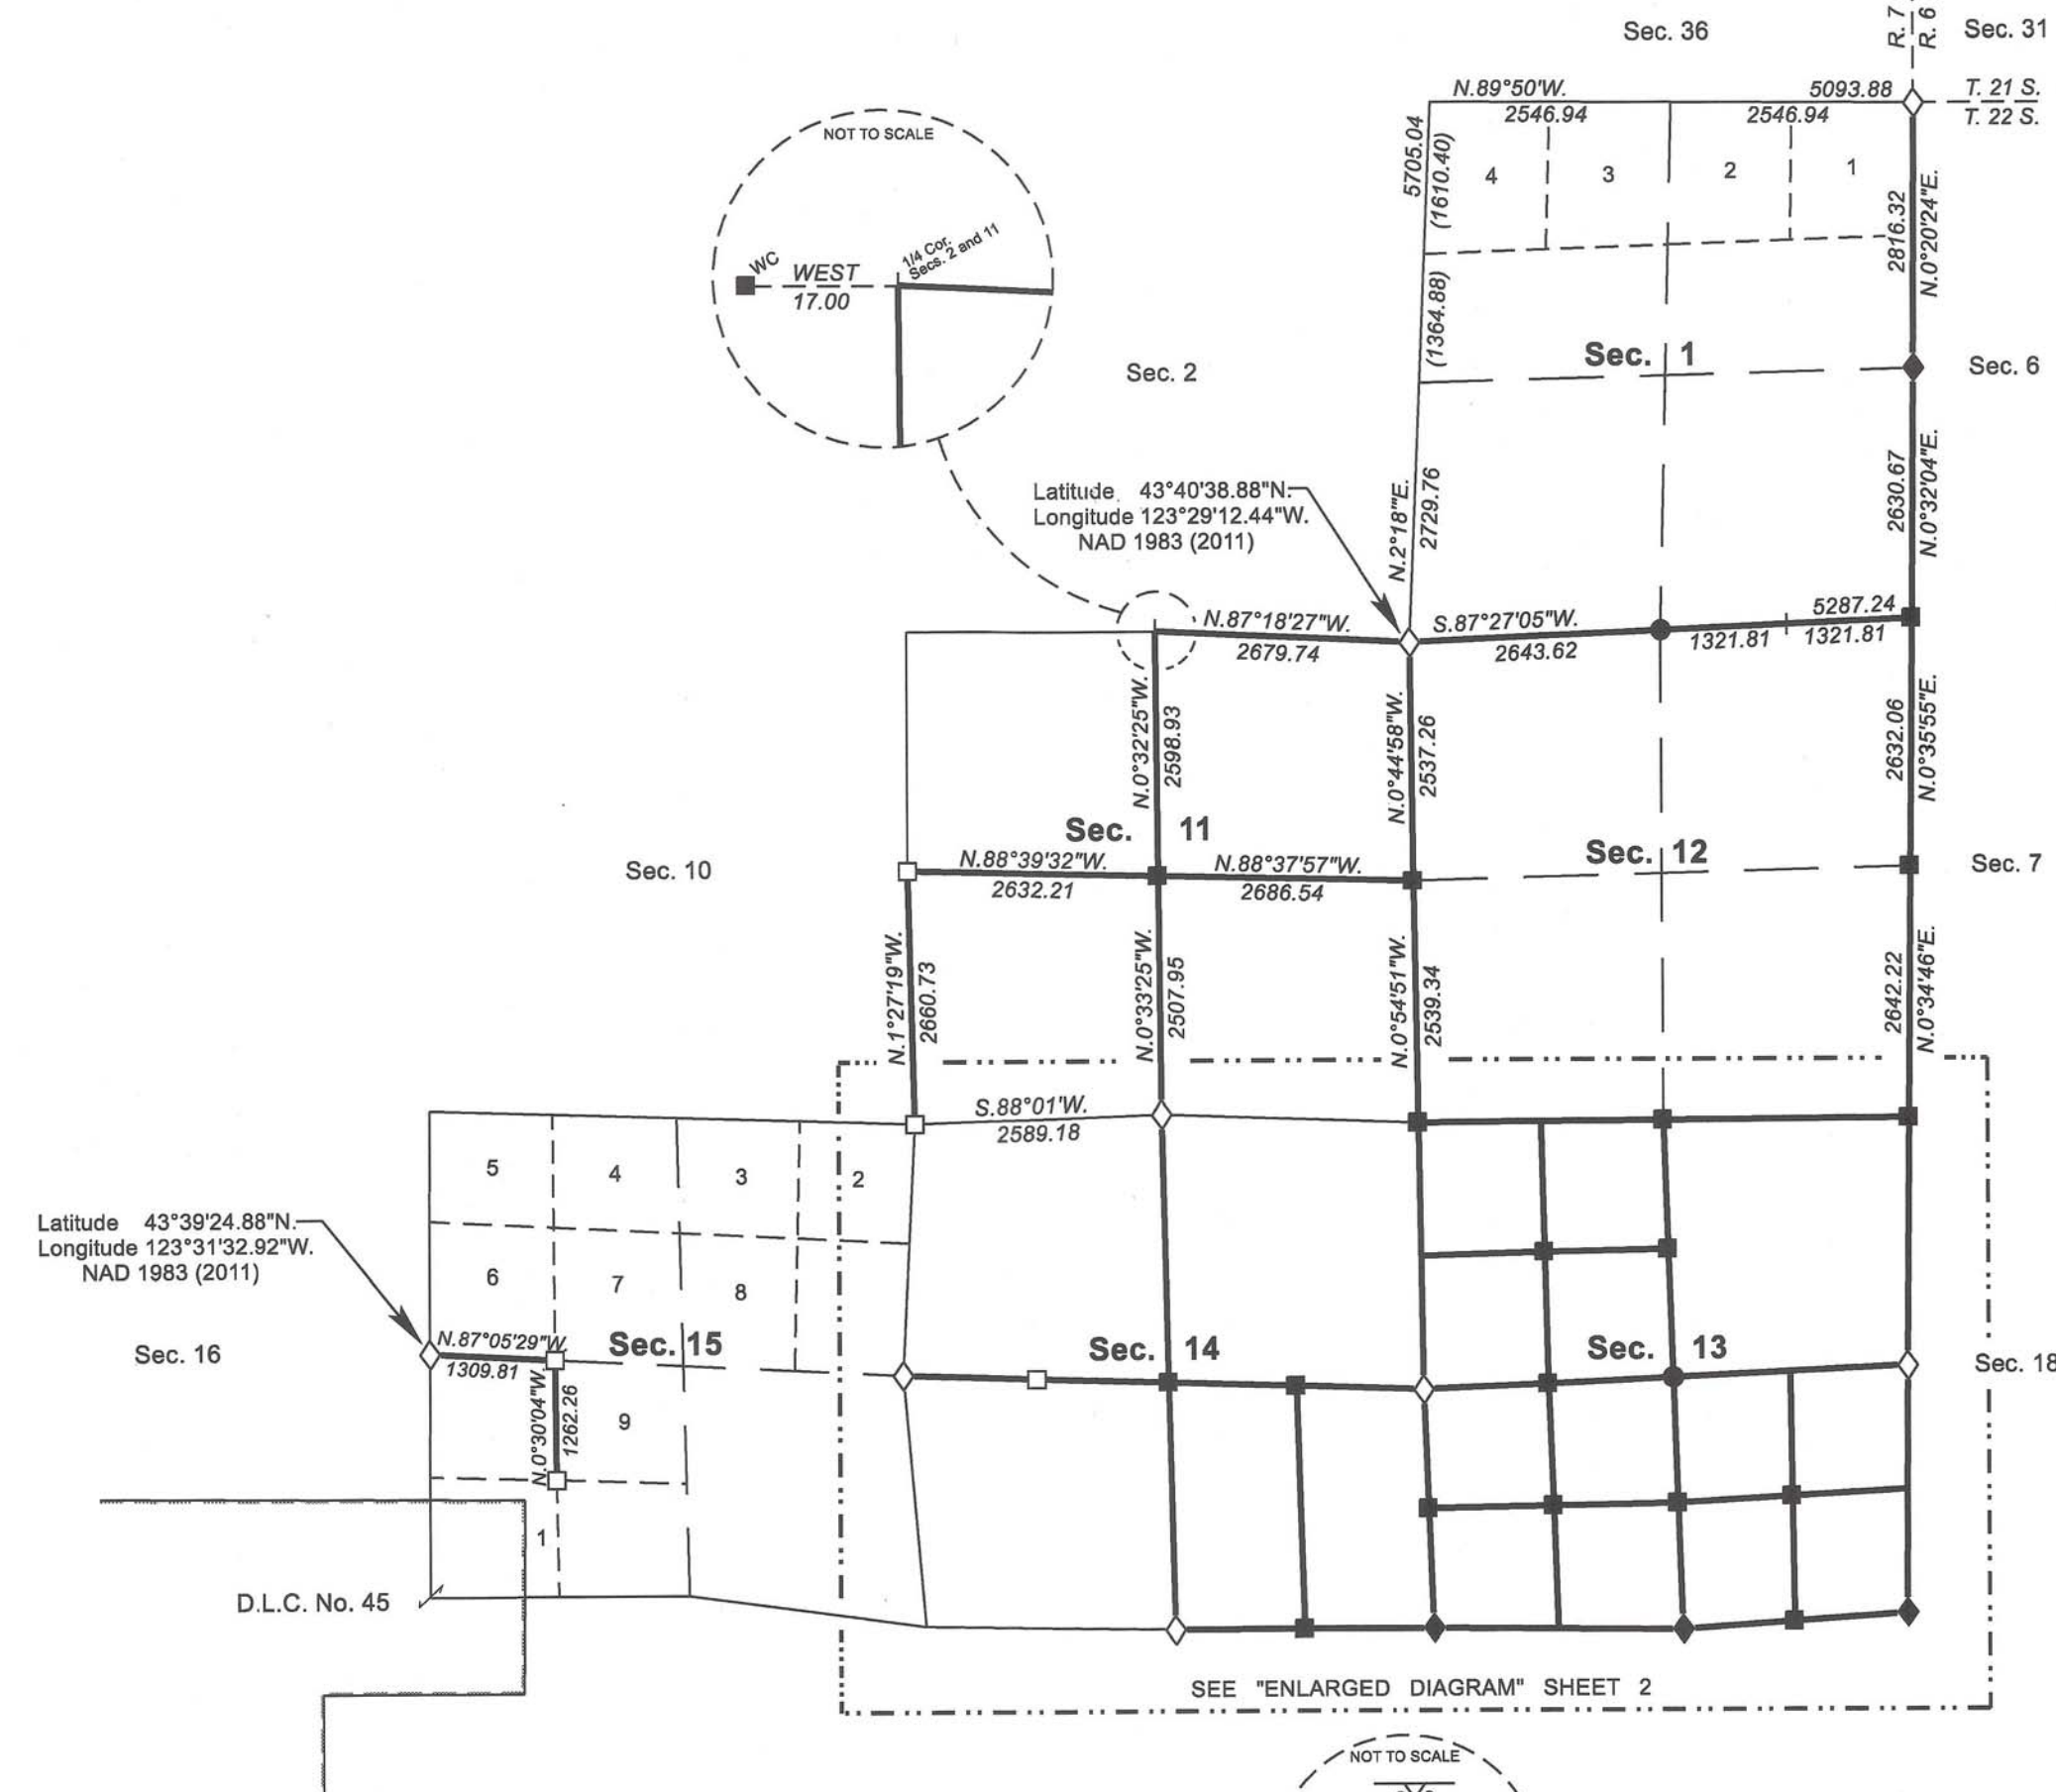 Sec. 36
R. 7
R. 6
Sec. 31
N.89°50'W.
5093.88
T. 21 S.
2546.94
2546.94
T. 22 S.
NOT TO SCALE
5705.04
(1610.40)
4
3
2
1
2816.32
N.0°20'24"E.
WC
WEST
17.00
1/4 Cor.
Secs. 2 and 11
(1364.88)
Sec. 1
Sec. 2
Sec. 6
Latitude 43°40'38.88"N.
Longitude 123°29'12.44"W.
NAD 1983 (2011)
N.2°18"E.
2729.76
2630.67
N.0°32'04"E.
N.87°18'27"W.
2679.74
S.87°27'05"W.
2643.62
5287.24
1321.81
1321.81
N.0°32'25"W.
2598.93
N.0°44'58"W.
2537.26
2632.06
N.0°35'55"E.
Sec. 11
Sec. 12
Sec. 10
N.88°39'32"W.
2632.21
N.88°37'57"W.
2686.54
Sec. 7
N.1°27'19"W.
2660.73
N.0°33'25"W.
2507.95
N.0°54'51"W.
2539.34
2642.22
N.0°34'46"E.
S.88°01'W.
2589.18
5
4
3
2
Latitude 43°39'24.88"N.
Longitude 123°31'32.92"W.
NAD 1983 (2011)
6
7
8
Sec. 16
N.87°05'29"W.
1309.81
Sec. 15
Sec. 14
Sec. 13
Sec. 18
N.0°30'04"W.
1262.26
9
1
D.L.C. No. 45
SEE "ENLARGED DIAGRAM" SHEET 2
NOT TO SCALE